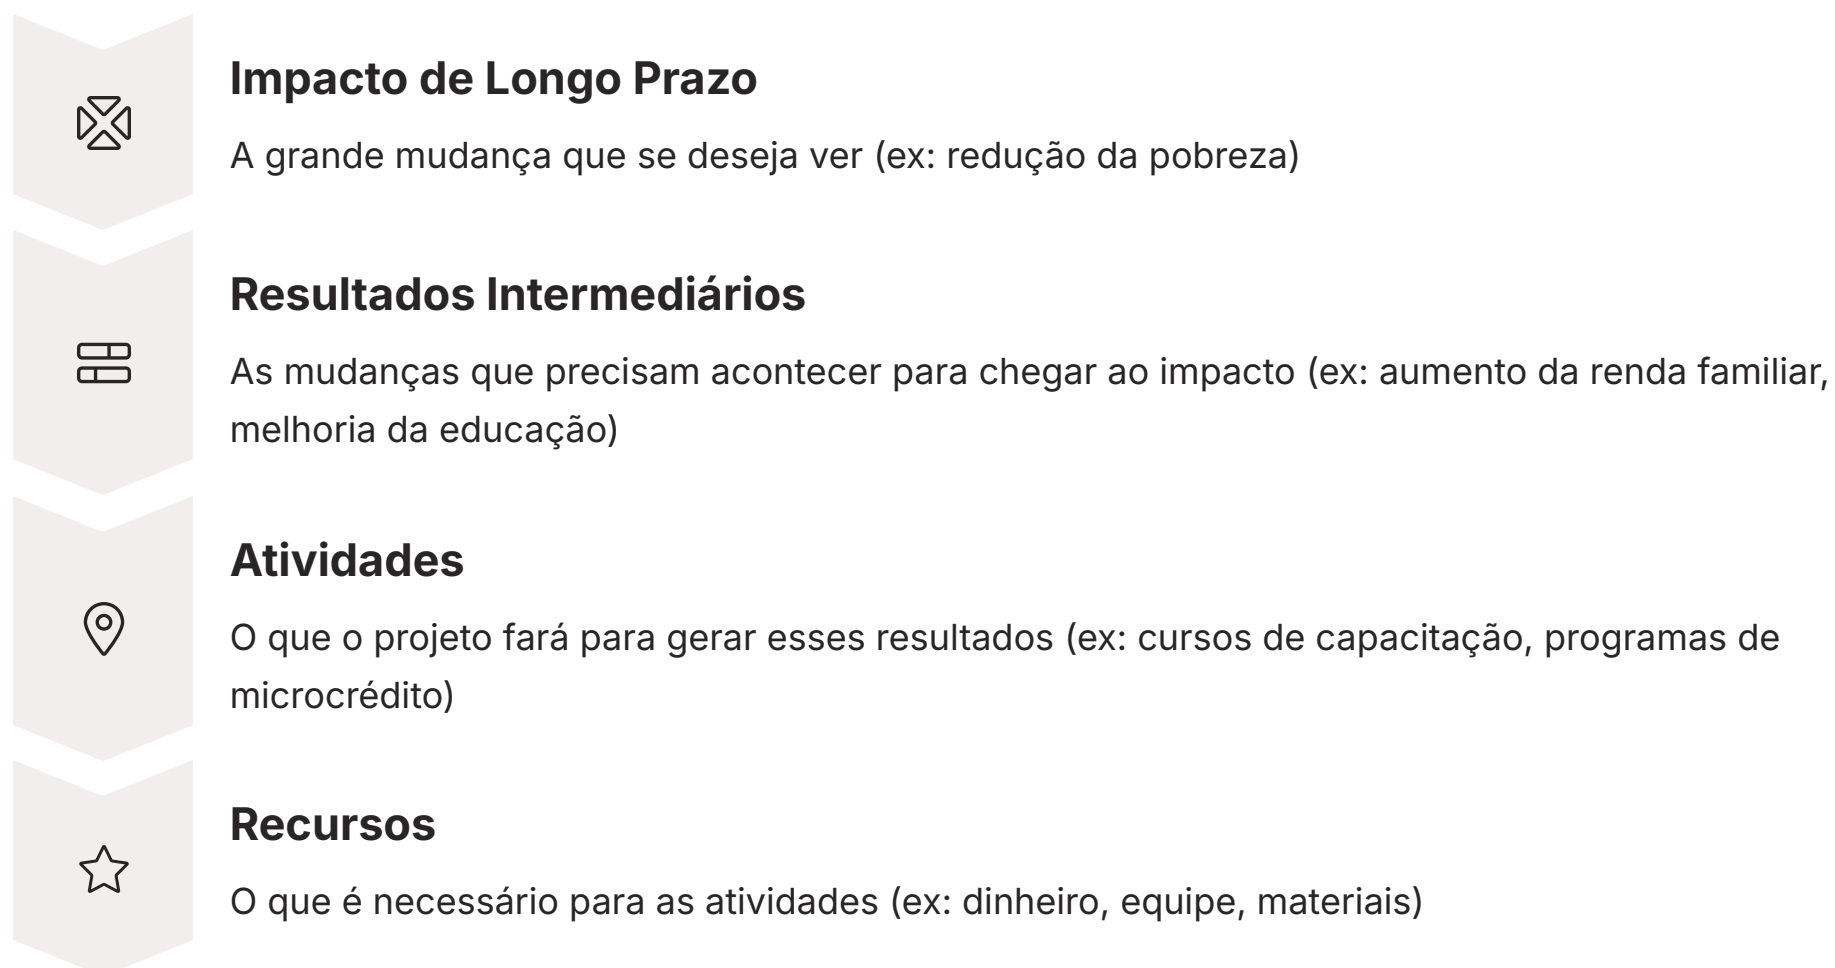 Impacto de Longo Prazo
A grande mudança que se deseja ver (ex: redução da pobreza)
Resultados Intermediários
As mudanças que precisam acontecer para chegar ao impacto (ex: aumento da renda familiar,
melhoria da educação)
Atividades
O que o projeto fará para gerar esses resultados (ex: cursos de capacitação, programas de
microcrédito)
Recursos
O que é necessário para as atividades (ex: dinheiro, equipe, materiais)